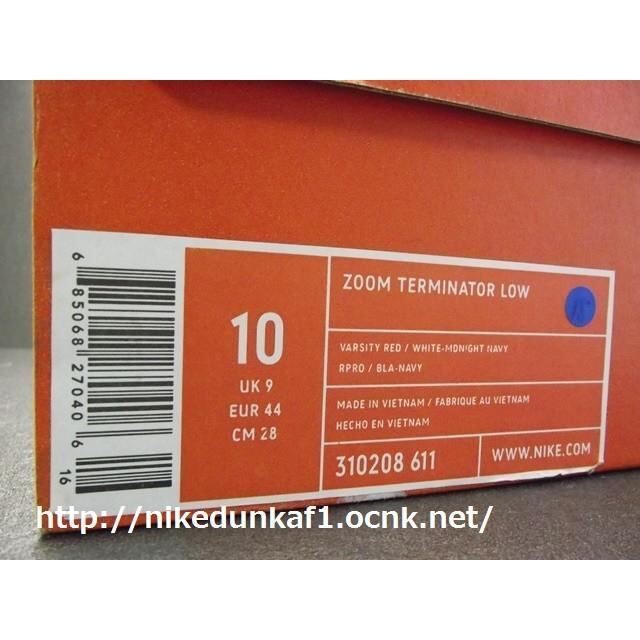 ZOOM TERMINATOR LOW
10
UK 9
EUR 44
CM 28
VARSITY RED / WHITE-MDNIGHT NAVY
RPRO / BLA-NAVY
MADE IN VIETNAM / FABRIQUE AU VIETNAM
HECHO EN VIETNAM
310208 611
WWW.NIKE.COM
6 85068 27040 6
16
http://nikedunkaf1.ocnk.net/